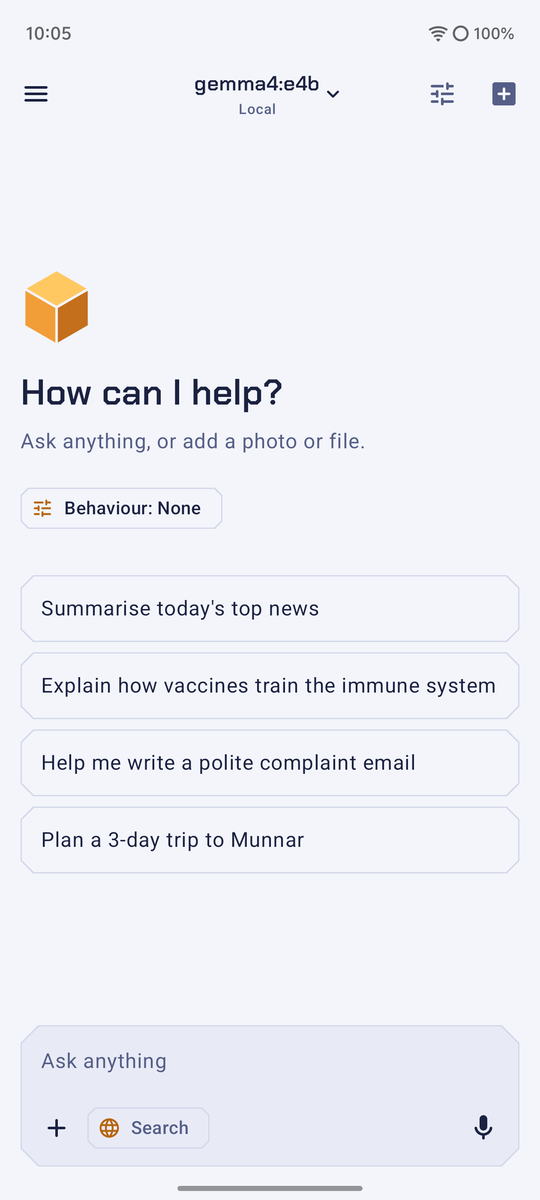 10:05
100%
gemma4:e4b
Local
How can I help?
Ask anything, or add a photo or file.
Behaviour: None
Summarise today's top news
Explain how vaccines train the immune system
Help me write a polite complaint email
Plan a 3-day trip to Munnar
Ask anything
Search